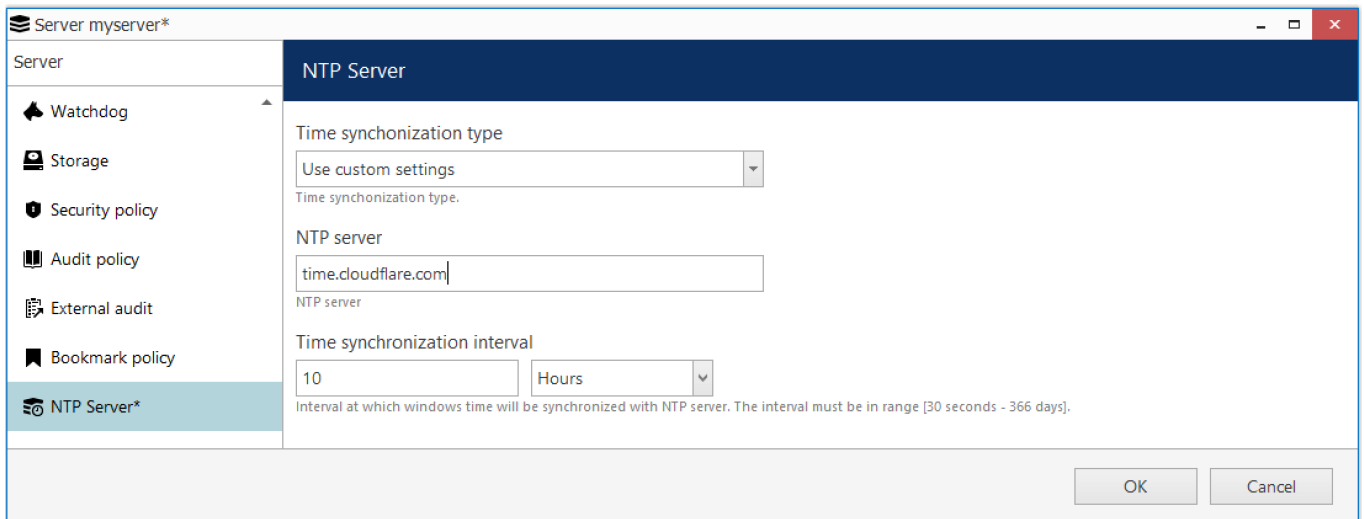 Server myserver*
Server
NTP Server
Watchdog
Storage
Security policy
Audit policy
External audit
Bookmark policy
NTP Server*
Time synchonization type
Use custom settings
Time synchonization type.
NTP server
time.cloudflare.com
NTP server
Time synchronization interval
10 Hours
Interval at which windows time will be synchronized with NTP server. The interval must be in range [30 seconds - 366 days].
OK Cancel